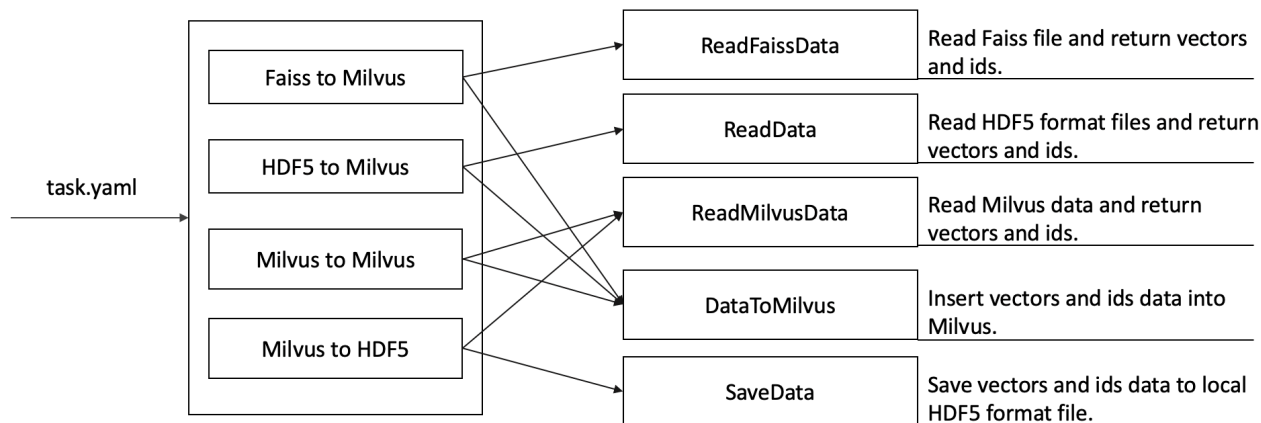 task.yaml
Faiss to Milvus
HDF5 to Milvus
Milvus to Milvus
Milvus to HDF5
ReadFaissData
Read Faiss file and return vectors
and ids.
ReadData
Read HDF5 format files and return
vectors and ids.
ReadMilvusData
Read Milvus data and return
vectors and ids.
DataToMilvus
Insert vectors and ids data into
Milvus.
SaveData
Save vectors and ids data to local
HDF5 format file.